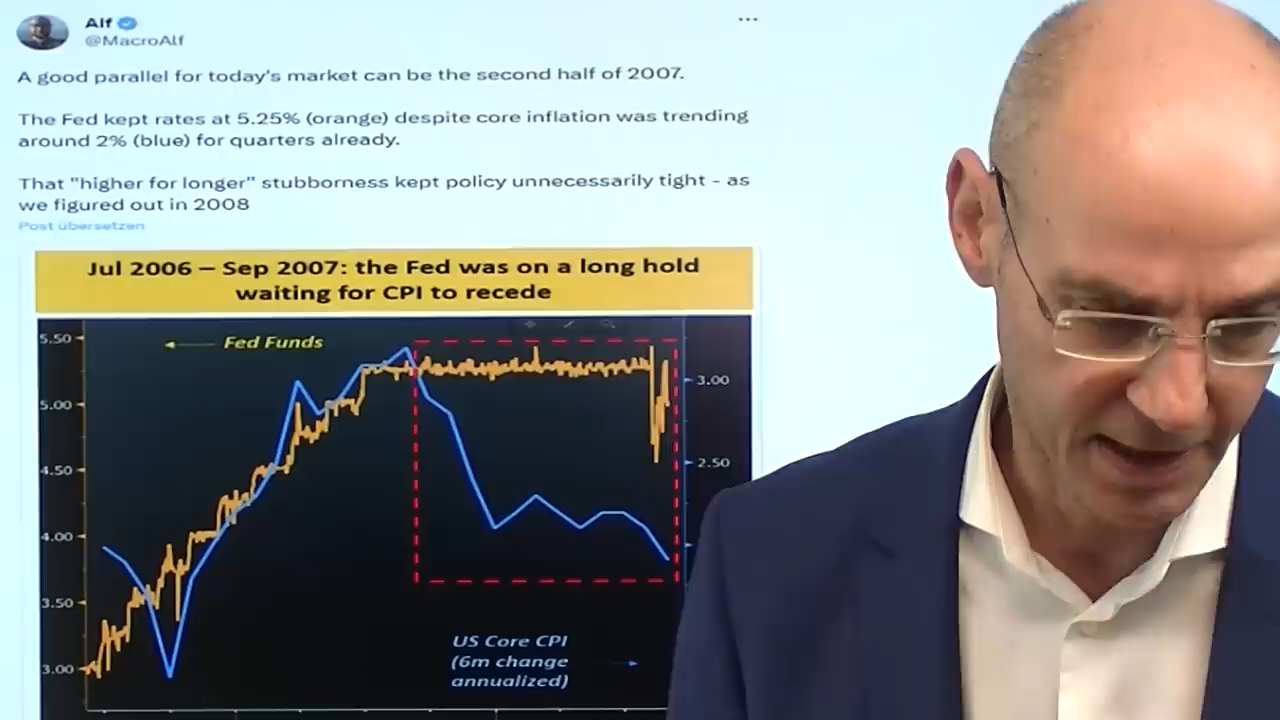 Alf
@MacroAlf
A good parallel for today's market can be the second half of 2007.
The Fed kept rates at 5.25% (orange) despite core inflation was trending
around 2% (blue) for quarters already.
That "higher for longer" stubborness kept policy unnecessarily tight - as
we figured out in 2008
Post übersetzen
Jul 2006 – Sep 2007: the Fed was on a long hold
waiting for CPI to recede
Fed Funds
5.50
5.00
4.50
4.00
3.50
3.00
3.00
2.50
US Core CPI
(6m change
annualized)